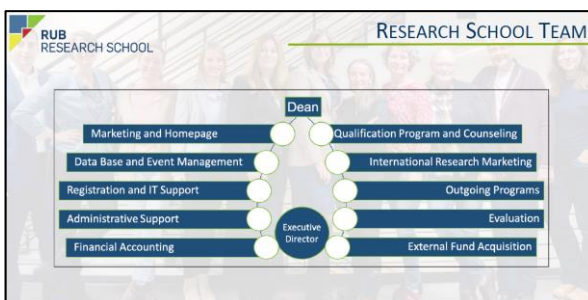 RUB
RESEARCH SCHOOL
RESEARCH SCHOOL TEAM
Dean
Marketing and Homepage
Data Base and Event Management
Registration and IT Support
Administrative Support
Financial Accounting
Qualification Program and Counseling
International Research Marketing
Outgoing Programs
Evaluation
External Fund Acquisition
Executive
Director